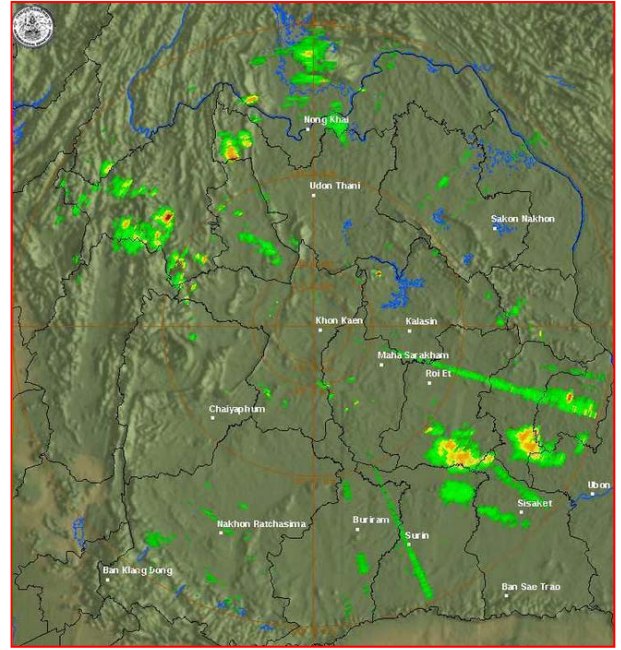 Nong Khai
Udon Thani
Sakon Nakhon
Khon Kaen
Kalasin
Maha Sarakham
Roi Et
Chaiyaphum
Ubon
Sisaket
Nakhon Ratchasima
Buriram
Surin
Ban Klang Dong
Ban Sae Trao